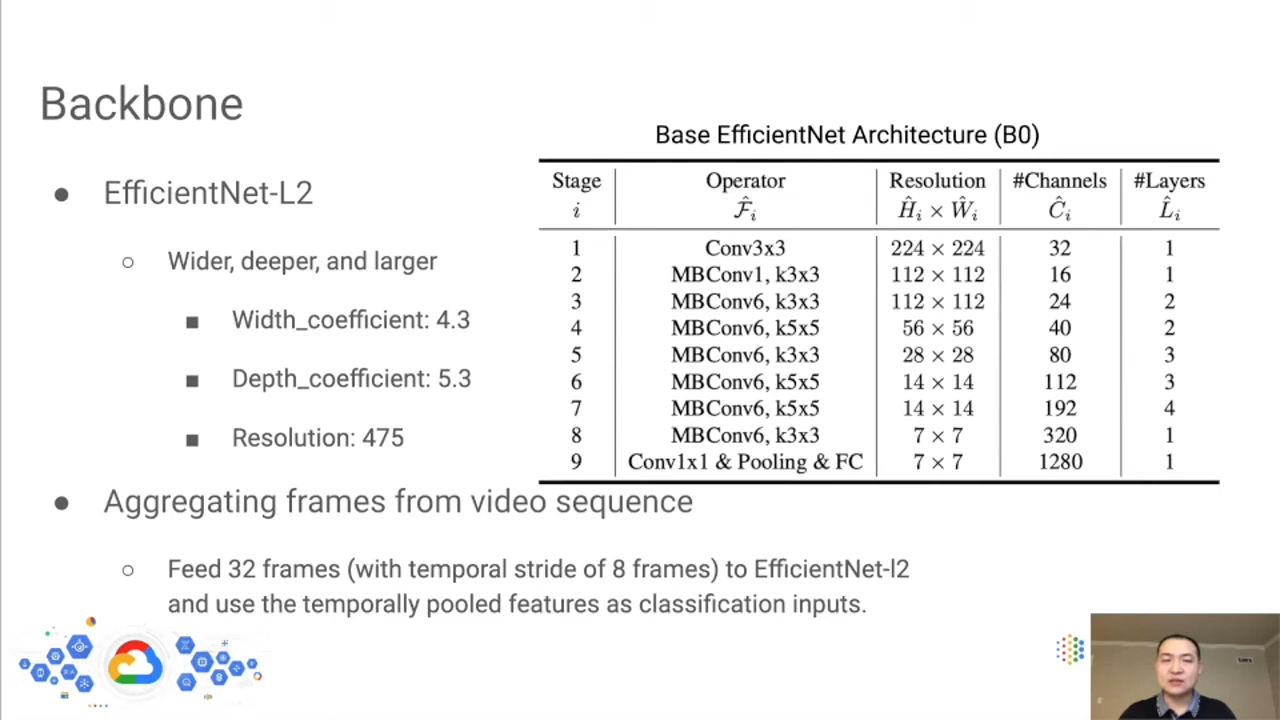 Backbone
● EfficientNet-L2
○ Wider, deeper, and larger
■ Width_coefficient: 4.3
■ Depth_coefficient: 5.3
■ Resolution: 475
● Aggregating frames from video sequence
○ Feed 32 frames (with temporal stride of 8 frames) to EfficientNet-l2
and use the temporally pooled features as classification inputs.
Base EfficientNet Architecture (B0)
Stage Operator Resolution #Channels #Layers
i F̂i Ĥi × Ŵi Ĉi L̂i
1 Conv3x3 224 × 224 32 1
2 MBConv1, k3x3 112 × 112 16 1
3 MBConv6, k3x3 112 × 112 24 2
4 MBConv6, k5x5 56 × 56 40 2
5 MBConv6, k3x3 28 × 28 80 3
6 MBConv6, k5x5 14 × 14 112 3
7 MBConv6, k5x5 14 × 14 192 4
8 MBConv6, k3x3 7 × 7 320 1
9 Conv1x1 & Pooling & FC 7 × 7 1280 1